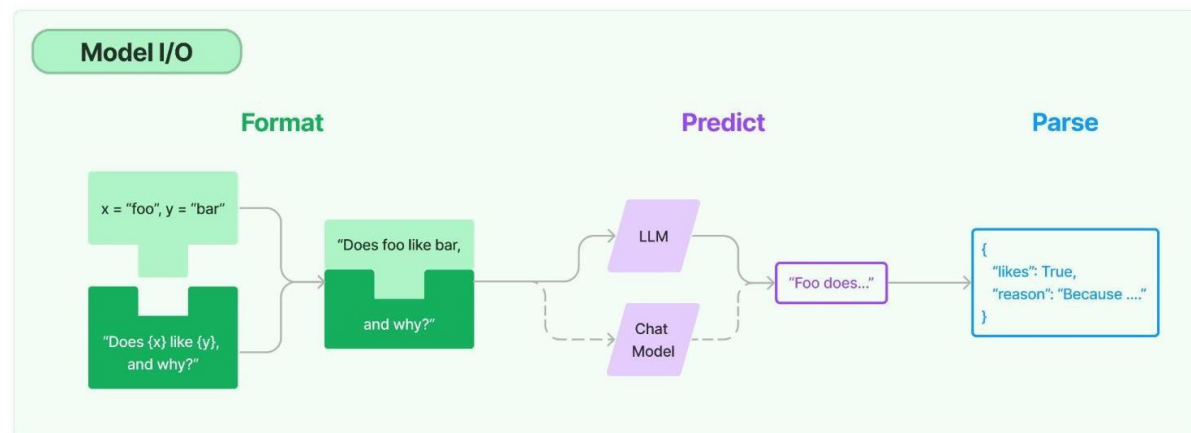 Model I/O
Format
Predict
Parse
x = “foo”, y = “bar”
“Does {x} like {y},
and why?”
“Does foo like bar,
and why?”
LLM
Chat
Model
“Foo does...”
{
“likes”: True,
“reason”: “Because ....”
}